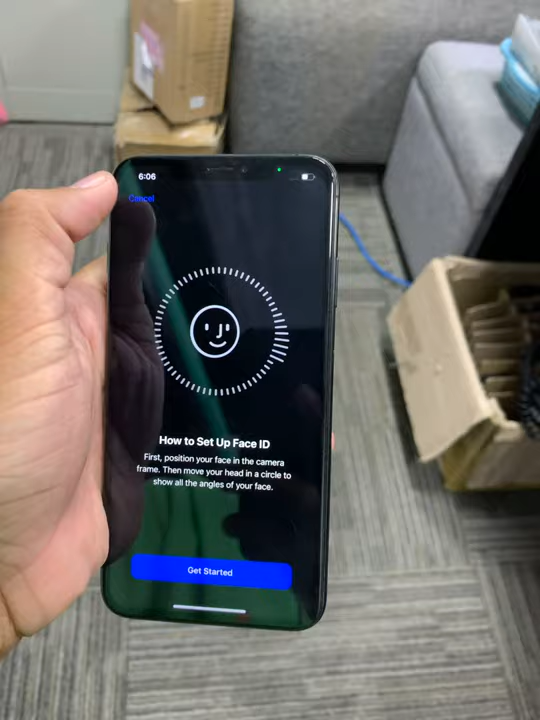 6:06
Cancel
How to Set Up Face ID
First, position your face in the camera
frame. Then move your head in a circle to
show all the angles of your face.
Get Started